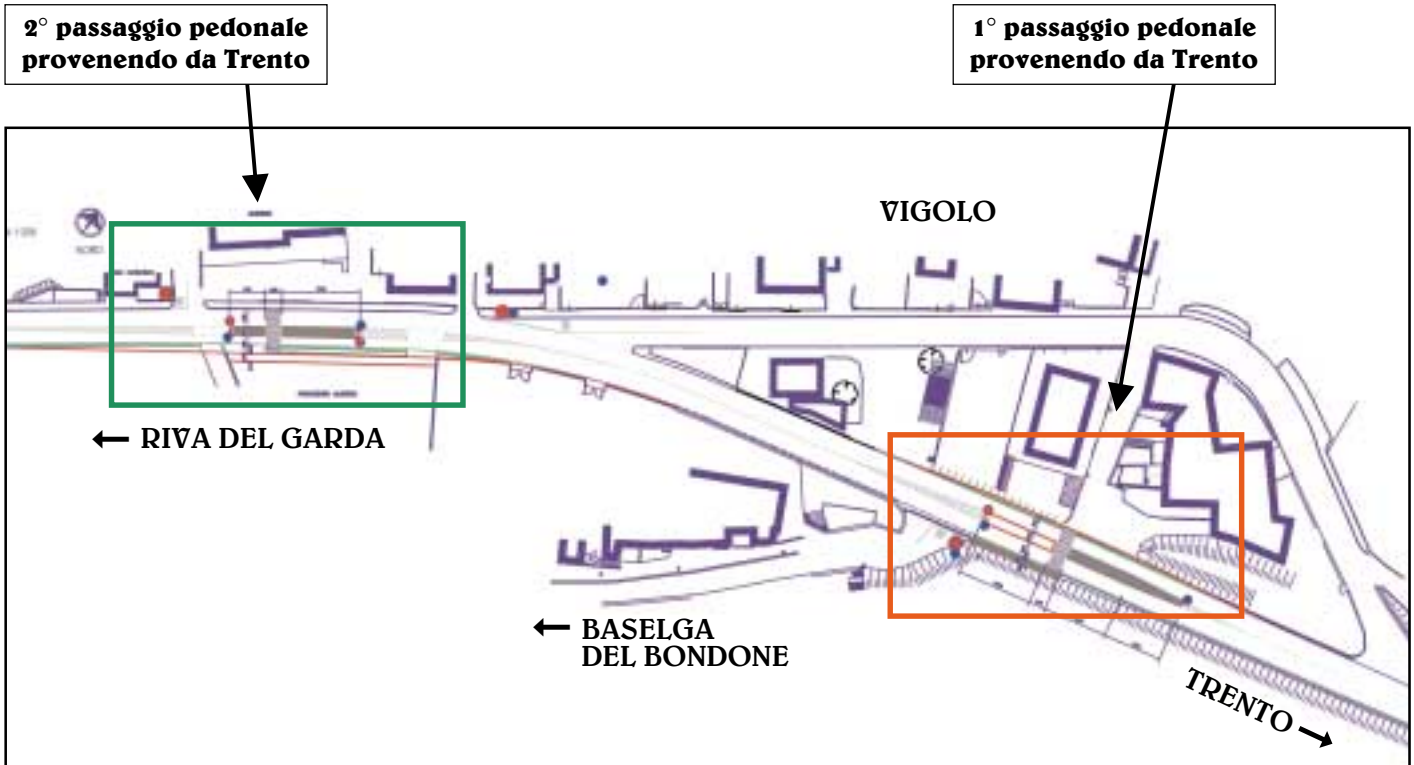 2° passaggio pedonale
provenendo da Trento
1° passaggio pedonale
provenendo da Trento
VIGOLO
← RIVA DEL GARDA
← BASELGA
DEL BONDONE
TRENTO →